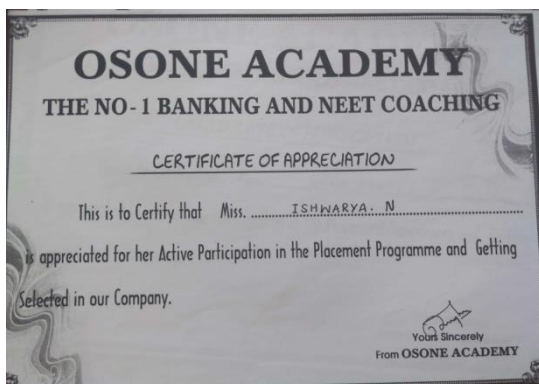 OSONE ACADEMY
THE NO-1 BANKING AND NEET COACHING
CERTIFICATE OF APPRECIATION
This is to Certify that Miss. ISHWARYA. N
is appreciated for her Active Participation in the Placement Programme and Getting
Selected in our Company.
Yours Sincerely
From OSONE ACADEMY